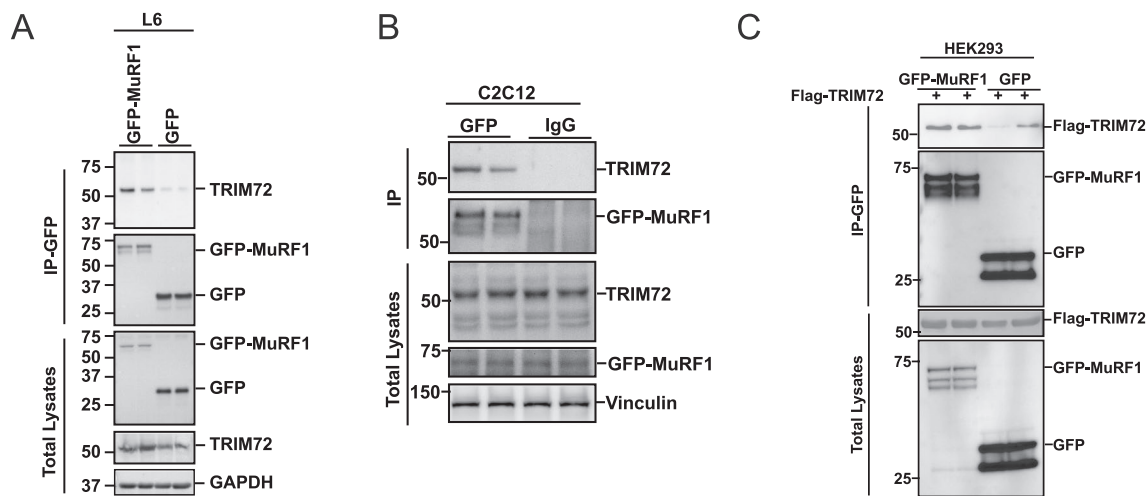 A
L6
GFP-MuRF1
GFP
IP-GFP
75
50
37
TRIM72
75
50
37
25
GFP-MuRF1
GFP
Total Lysates
75
50
37
25
GFP-MuRF1
GFP
50
TRIM72
37
GAPDH
B
C2C12
GFP IgG
IP
50
TRIM72
50
GFP-MuRF1
Total Lysates
50
TRIM72
75
GFP-MuRF1
150
Vinculin
C
HEK293
GFP-MuRF1 GFP
Flag-TRIM72 + + + +
IP-GFP
50
Flag-TRIM72
75
25
GFP-MuRF1
GFP
Total Lysates
50
Flag-TRIM72
75
25
GFP-MuRF1
GFP